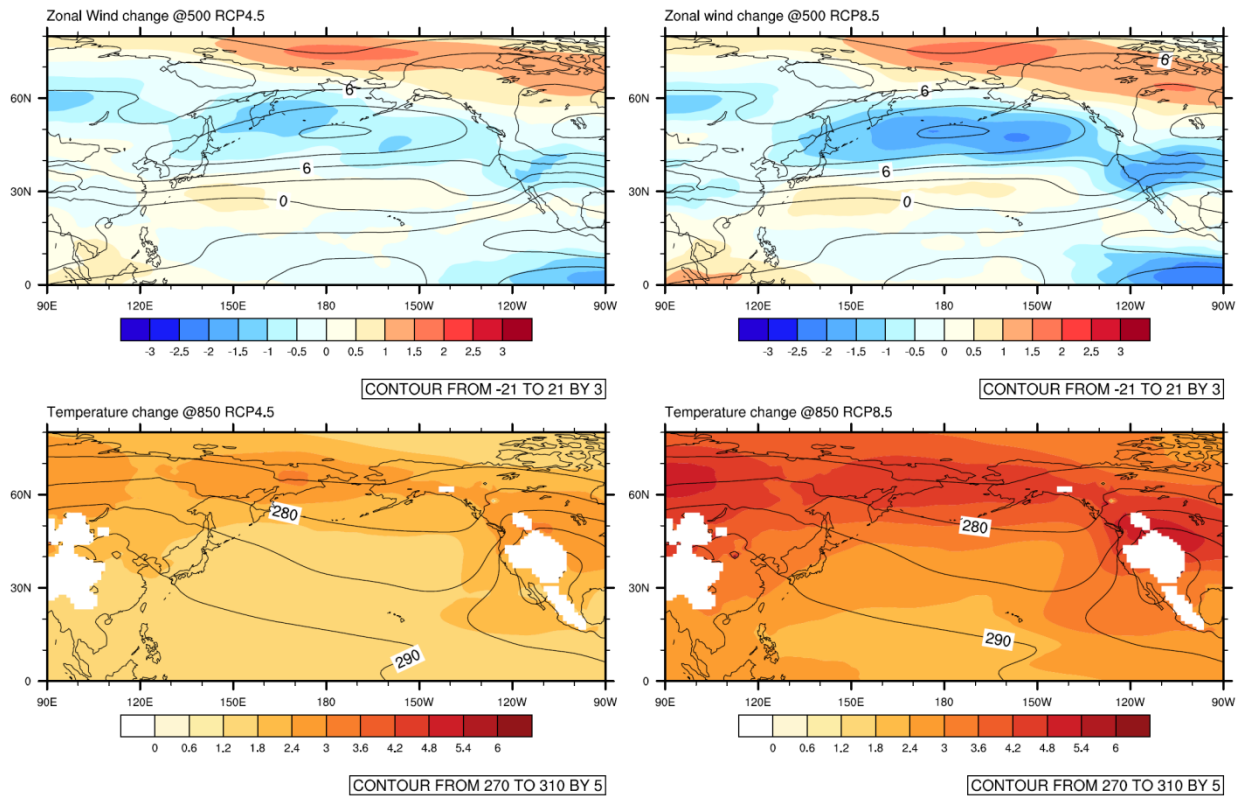 Zonal Wind change @500 RCP4.5
60N
30N
0
6
6
0
90E 120E 150E 180 150W 120W 90W
-3 -2.5 -2 -1.5 -1 -0.5 0 0.5 1 1.5 2 2.5 3
CONTOUR FROM -21 TO 21 BY 3
Zonal wind change @500 RCP8.5
60N
30N
0
6
6
6
0
90E 120E 150E 180 150W 120W 90W
-3 -2.5 -2 -1.5 -1 -0.5 0 0.5 1 1.5 2 2.5 3
CONTOUR FROM -21 TO 21 BY 3
Temperature change @850 RCP4.5
60N
30N
0
280
290
90E 120E 150E 180 150W 120W 90W
0 0.6 1.2 1.8 2.4 3 3.6 4.2 4.8 5.4 6
CONTOUR FROM 270 TO 310 BY 5
Temperature change @850 RCP8.5
60N
30N
0
280
290
90E 120E 150E 180 150W 120W 90W
0 0.6 1.2 1.8 2.4 3 3.6 4.2 4.8 5.4 6
CONTOUR FROM 270 TO 310 BY 5